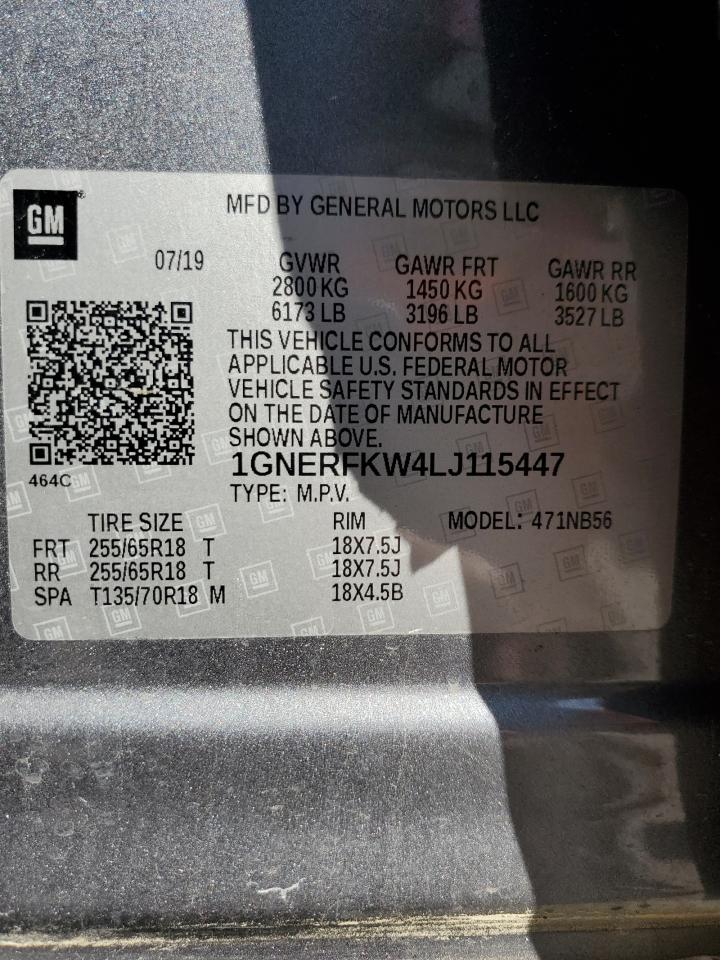 GM
MFD BY GENERAL MOTORS LLC
07/19 GVWR GAWR FRT GAWR RR
2800 KG 1450 KG 1600 KG
6173 LB 3196 LB 3527 LB
THIS VEHICLE CONFORMS TO ALL
APPLICABLE U.S. FEDERAL MOTOR
VEHICLE SAFETY STANDARDS IN EFFECT
ON THE DATE OF MANUFACTURE
SHOWN ABOVE.
464C
1GNERFKW4LJ115447
TYPE: M.P.V.
TIRE SIZE RIM MODEL: 471NB56
FRT 255/65R18 T 18X7.5J
RR 255/65R18 T 18X7.5J
SPA T135/70R18 M 18X4.5B